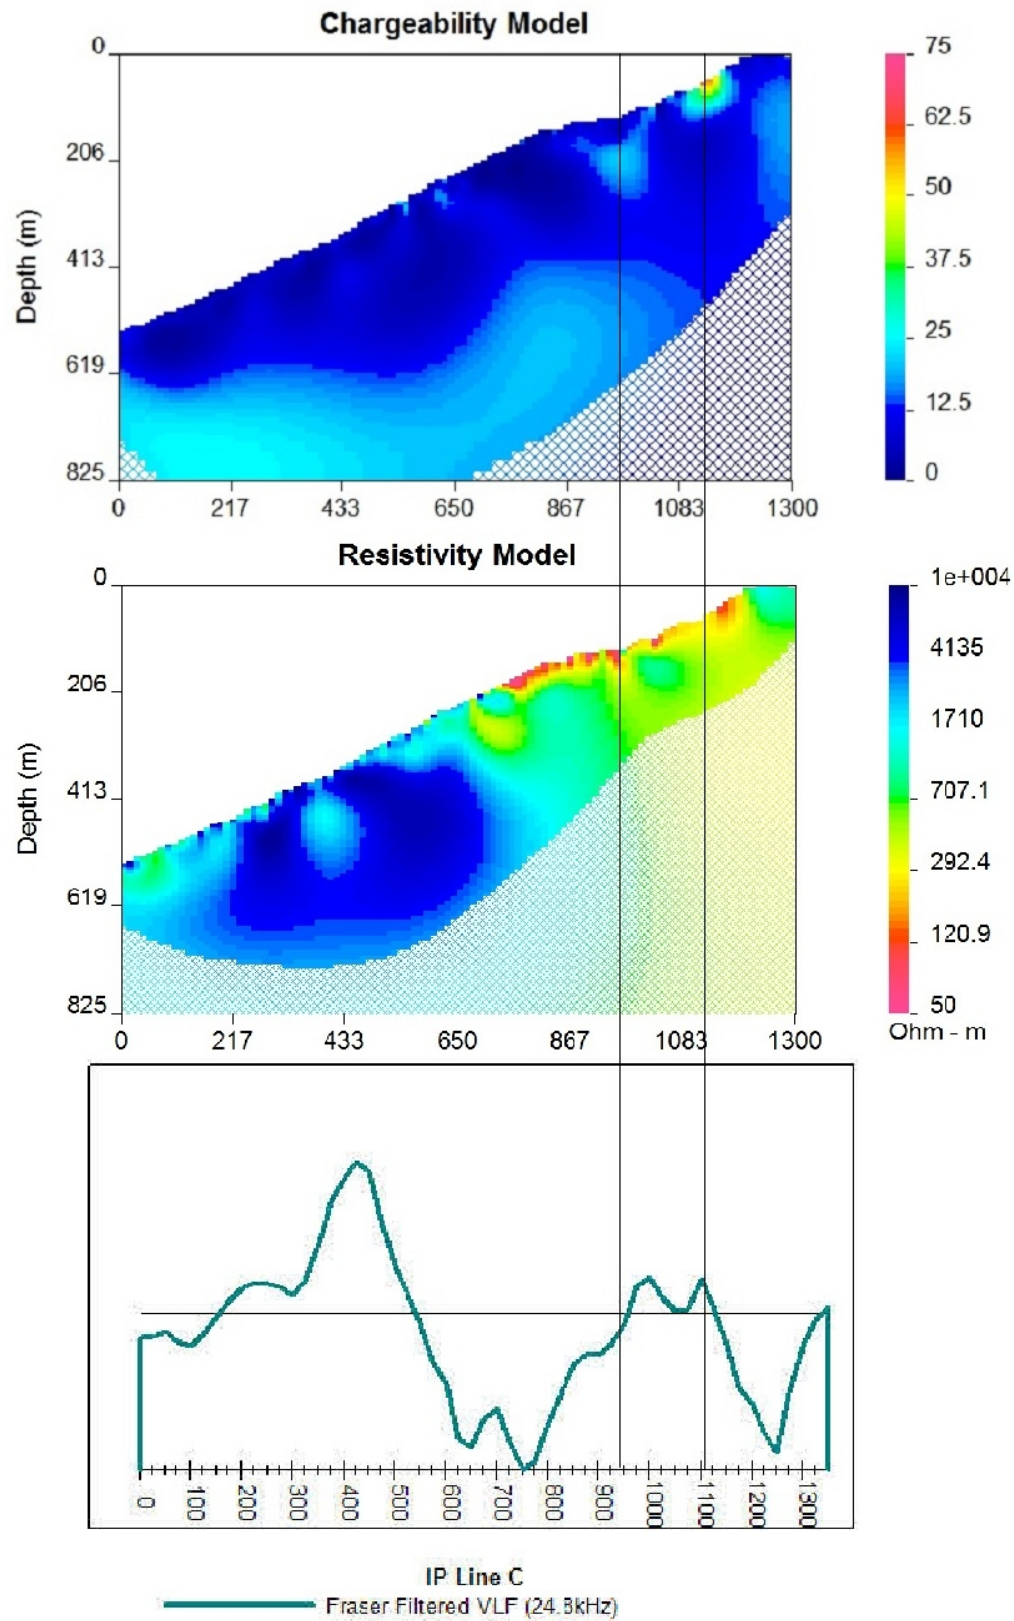 Chargeability Model
0
206
413
619
825
Depth (m)
0 217 433 650 867 1083 1300
75
62.5
50
37.5
25
12.5
0
Resistivity Model
0
206
413
619
825
Depth (m)
0 217 433 650 867 1083 1300
1e+004
4135
1710
707.1
292.4
120.9
50
Ohm - m
0 100 200 300 400 500 600 700 800 900 1000 1100 1200 1300
IP Line C
Fraser Filtered VLF (24.8kHz)